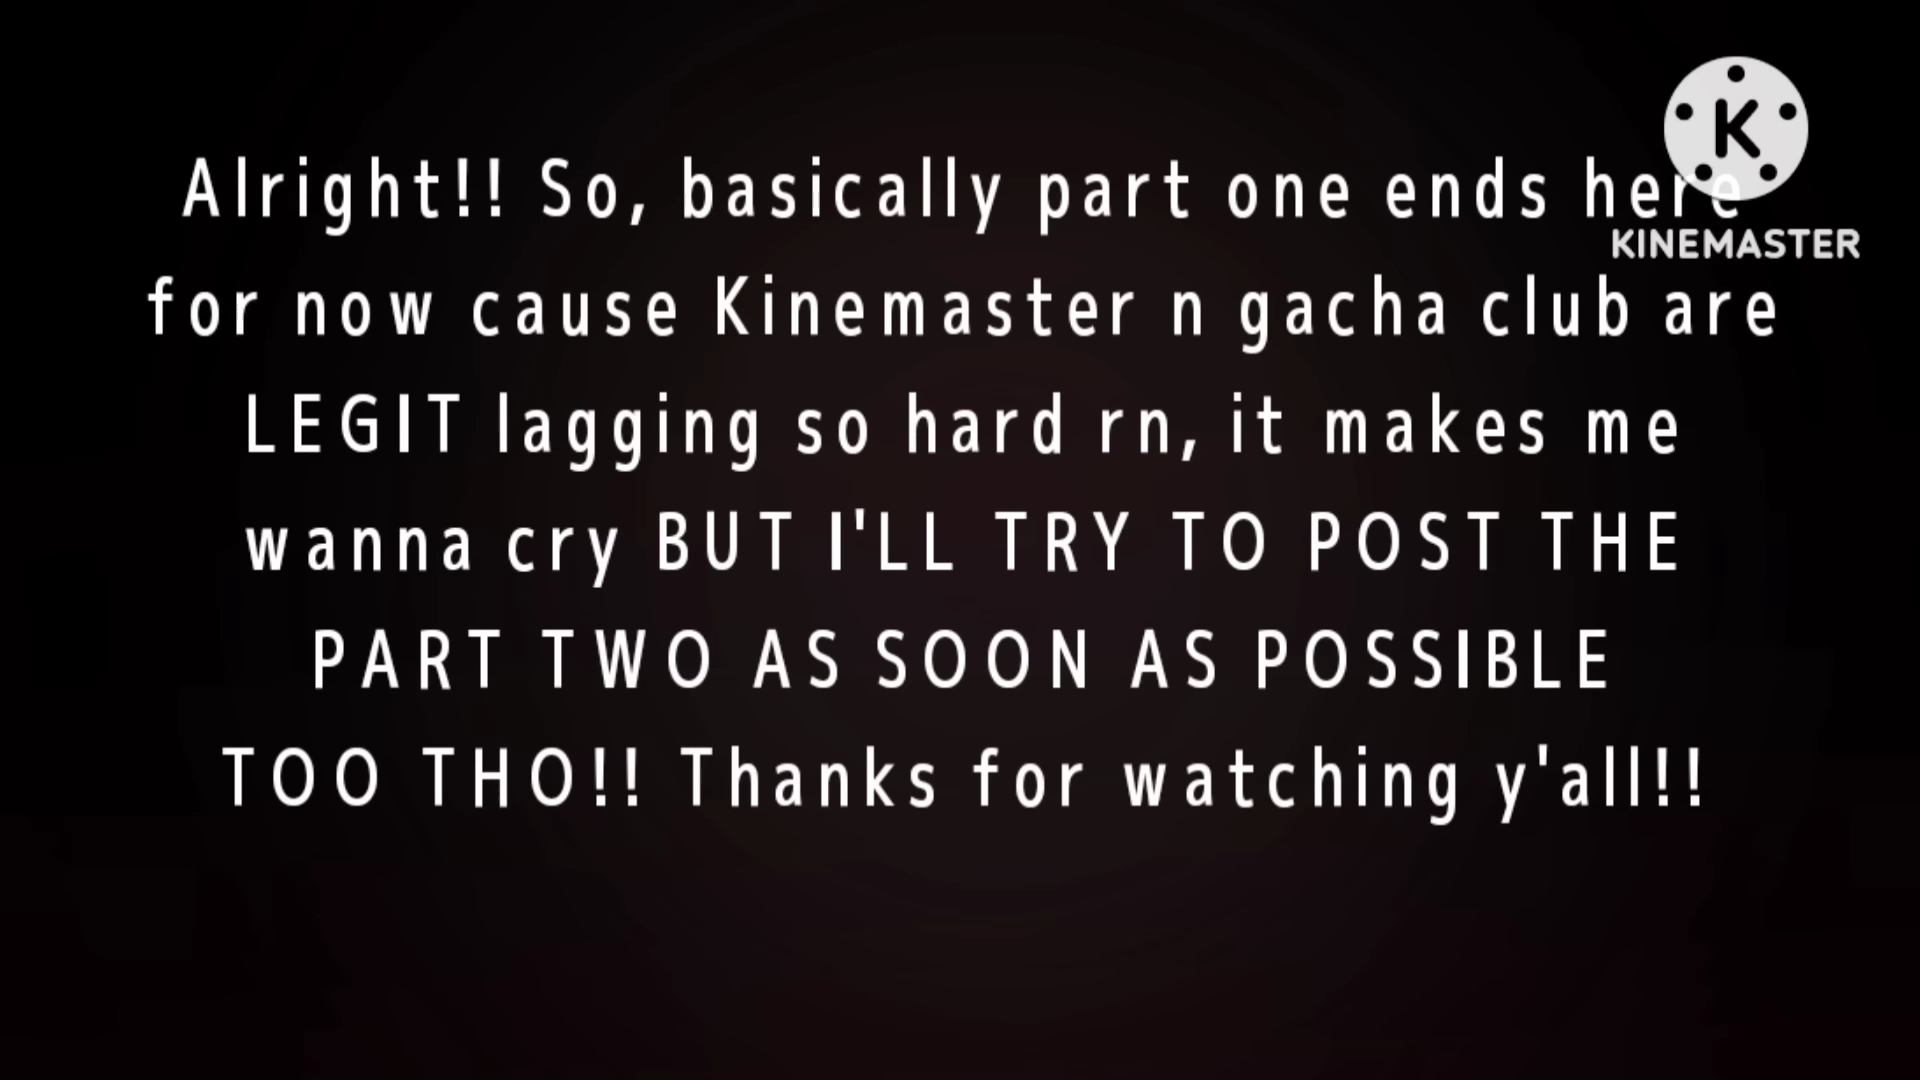 Alright!! So, basically part one ends here
for now cause Kinemaster n gacha club are
LEGIT lagging so hard rn, it makes me
wanna cry BUT I'LL TRY TO POST THE
PART TWO AS SOON AS POSSIBLE
TOO THO!! Thanks for watching y'all!!
K
KINEMASTER